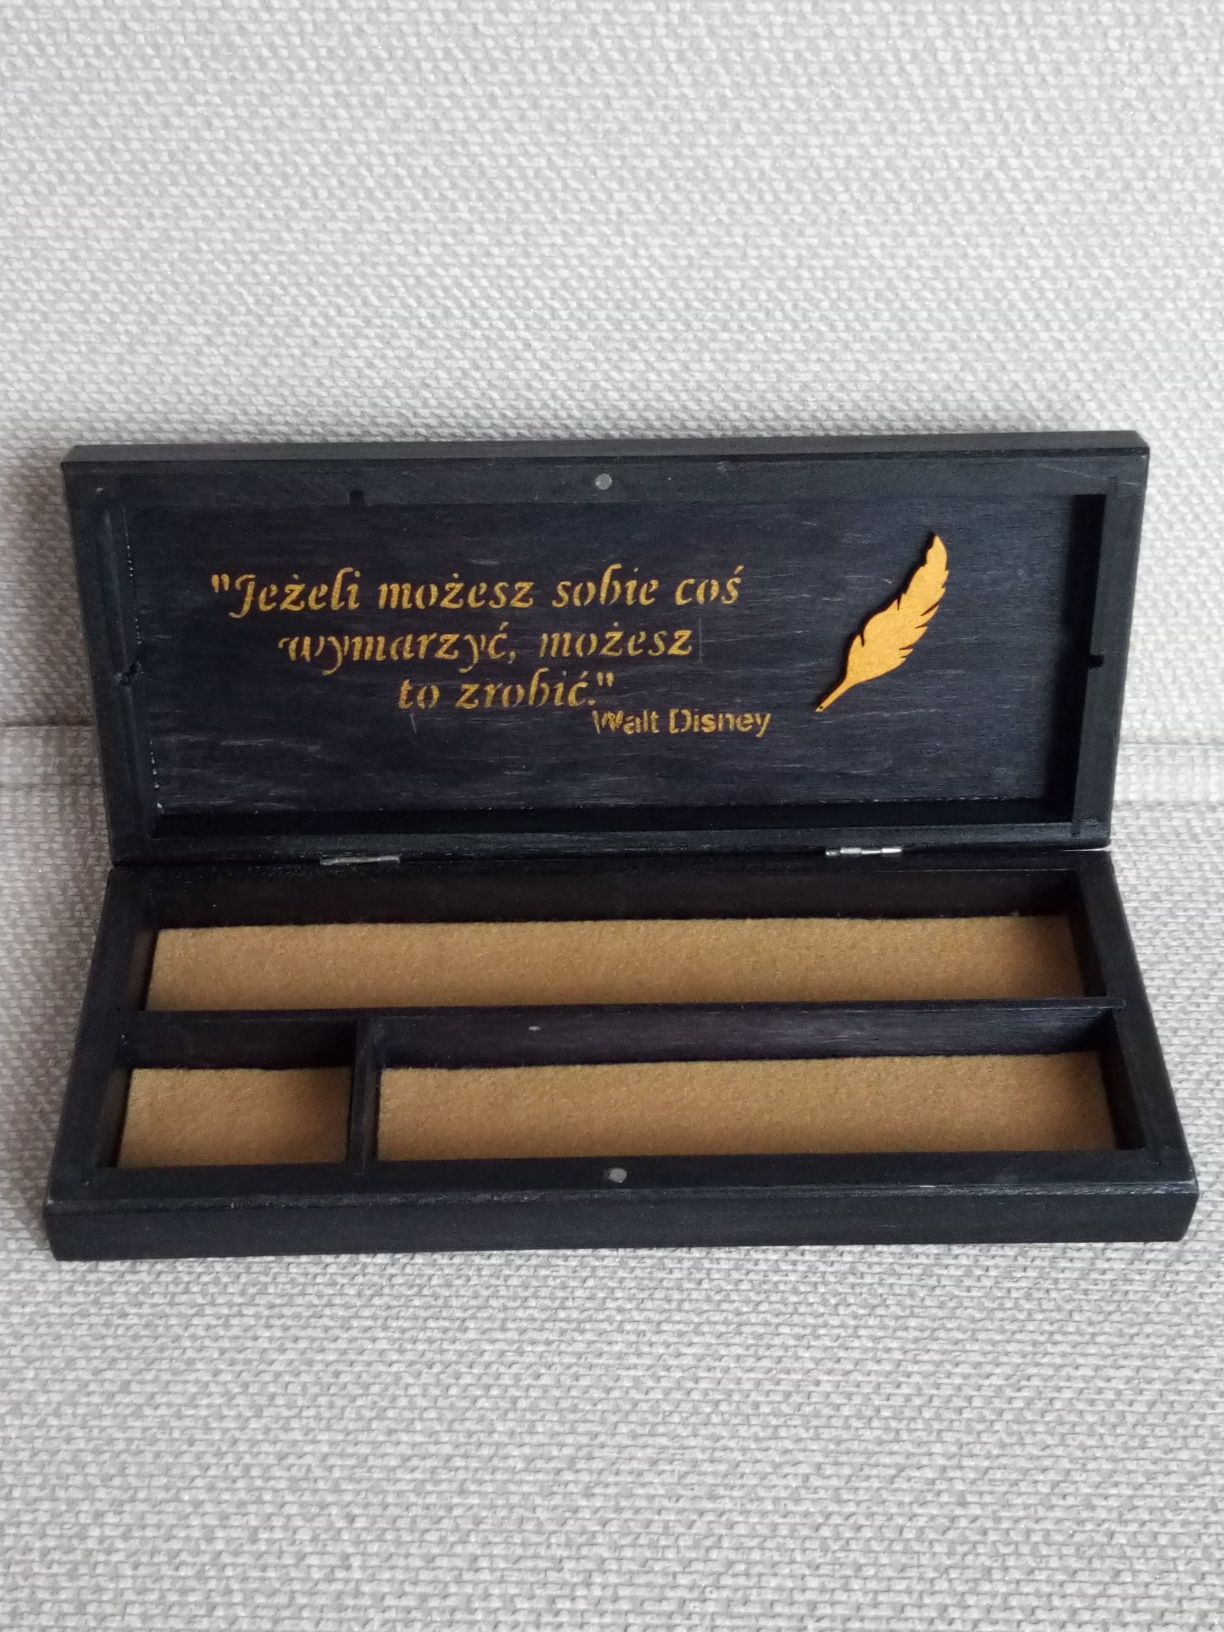 "Jeżeli możesz sobie coś
wymarzyć, możesz
to zrobić."
Walt Disney